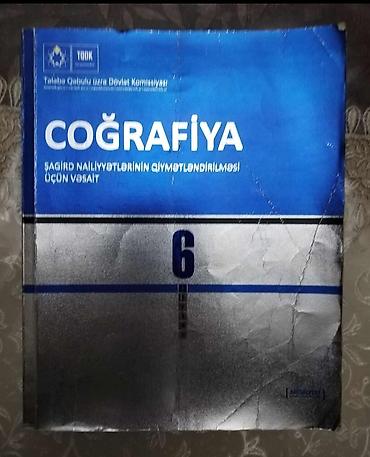 TQDK
Tələbə Qəbulu üzrə Dövlət Komissiyası
COĞRAFİYA
ŞAGİRD NAİLİYYƏTLƏRİNİN QİYMƏTLƏNDİRİLMƏSİ
ÜÇÜN VƏSAİT
6